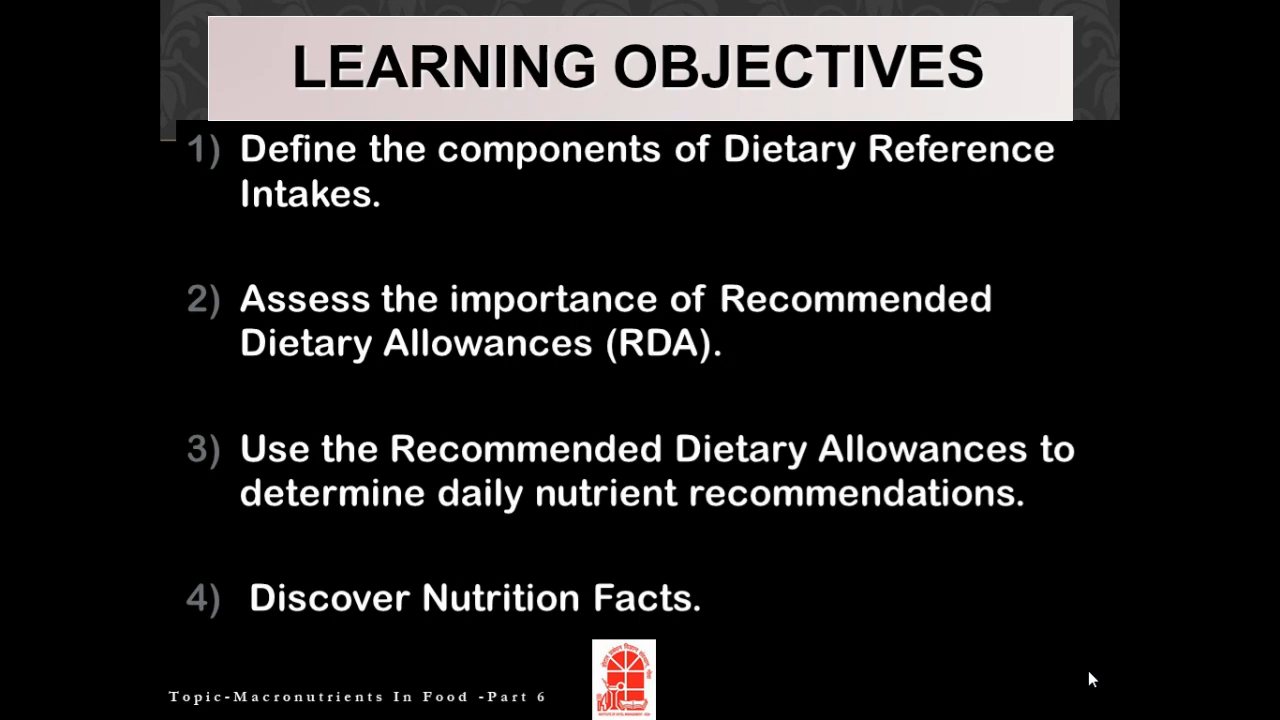 LEARNING OBJECTIVES
1) Define the components of Dietary Reference
Intakes.
2) Assess the importance of Recommended
Dietary Allowances (RDA).
3) Use the Recommended Dietary Allowances to
determine daily nutrient recommendations.
4) Discover Nutrition Facts.
Topic-Macronutrients In Food -Part 6